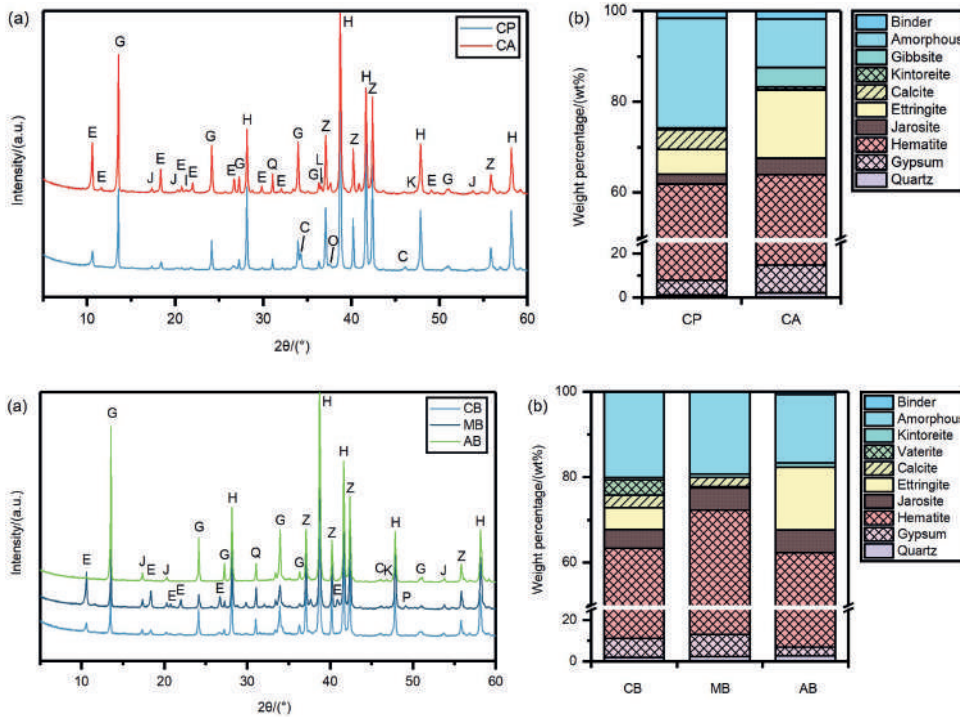 (a)
CP
CA
Intensity/(a.u.)
E E G J E J E E G H E G E Q E G G L Z H Z H Z K H E G J Z H
C O C
10 20 30 40 50 60
2θ/(°)
(b)
Weight percentage/(wt%)
100
80
60
20
0
CP CA
Binder
Amorphous
Gibbsite
Kintoreite
Calcite
Ettringite
Jarosite
Hematite
Gypsum
Quartz
(a)
CB
MB
AB
Intensity/(a.u.)
E G J E J E E G E G H Q G G Z H Z E H Z C K H P G J Z H
10 20 30 40 50 60
2θ/(°)
(b)
Weight percentage/(wt%)
100
80
60
20
0
CB MB AB
Binder
Amorphous
Kintoreite
Vaterite
Calcite
Ettringite
Jarosite
Hematite
Gypsum
Quartz